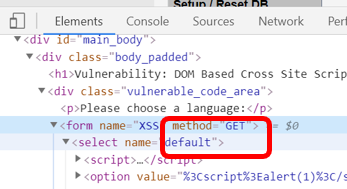 Setup / Reset DB
Elements Console Sources
<div id="main_body">
<div class="body_padded">
<h1>Vulnerability: DOM Based Cross Site Scrip
<div class="vulnerable_code_area">
<p>Please choose a language:</p>
<form name="XSS" method="GET"> == $0
<select name="default">
<script>…</script>
<option value="%3Cscript%3Ealert(1)%3C/s